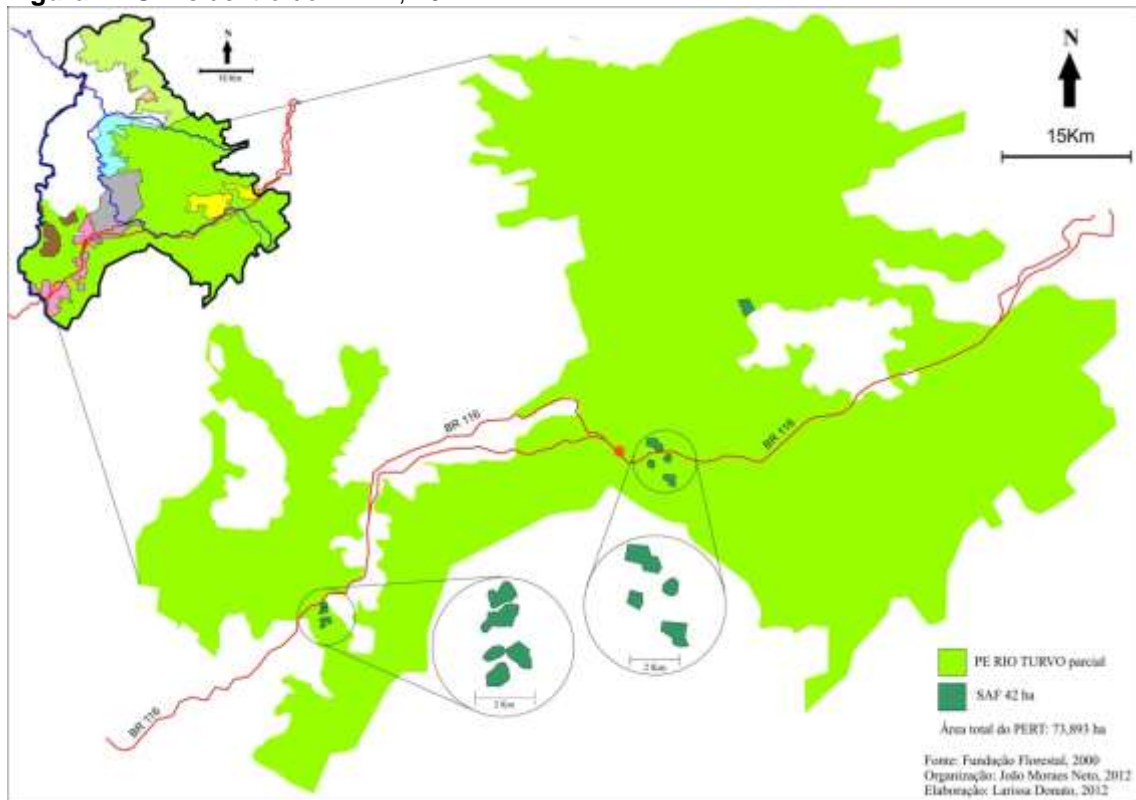 N
10 Km
N
15Km
BR 116
BR 116
BR 116
2 Km
2 Km
PE RIO TURVO parcial
SAF 42 ha
Área total do PERT: 73,893 ha
Fonte: Fundação Florestal, 2000
Organização: João Moraes Neto, 2012
Elaboração: Larissa Donato, 2012